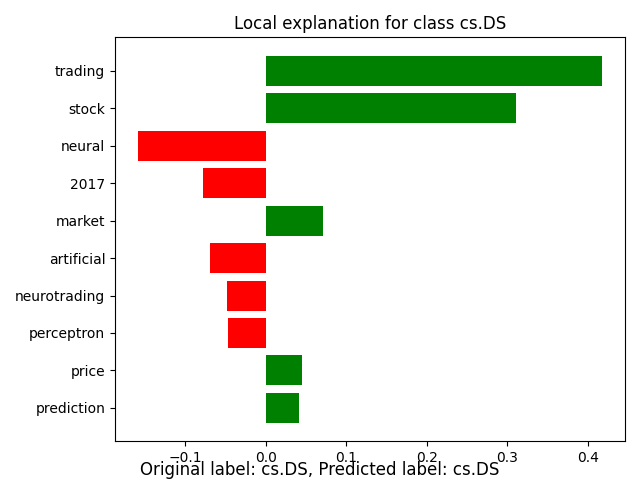 Local explanation for class cs.DS
trading
stock
neural
2017
market
artificial
neurotrading
perceptron
price
prediction
−0.1 0.0 0.1 0.2 0.3 0.4
Original label: cs.DS, Predicted label: cs.DS